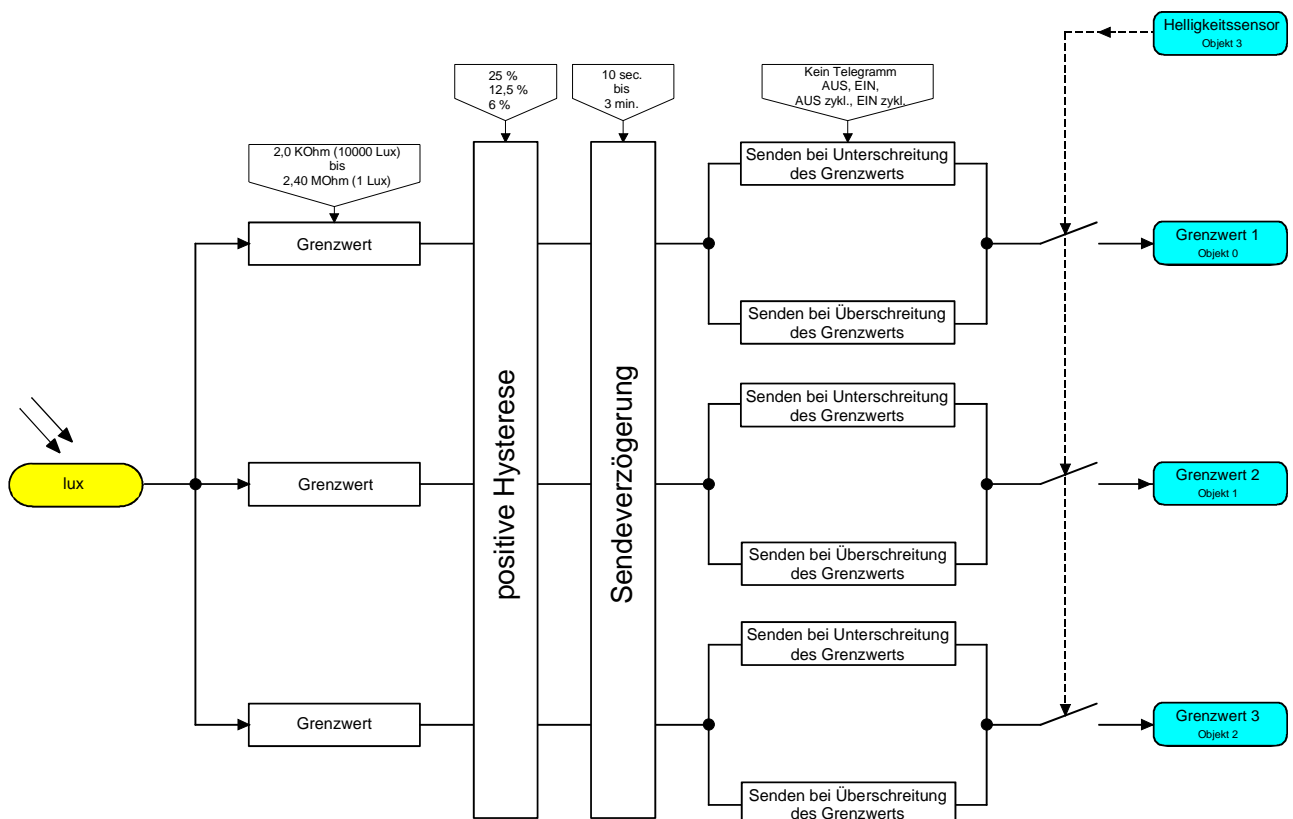 Helligkeitssensor
Objekt 3
25 %
12,5 %
6 %
10 sec.
bis
3 min.
Kein Telegramm
AUS, EIN,
AUS zykl., EIN zykl.
2,0 KOhm (10000 Lux)
bis
2,40 MOhm (1 Lux)
Senden bei Unterschreitung
des Grenzwerts
Grenzwert
Grenzwert 1
Objekt 0
Senden bei Überschreitung
des Grenzwerts
positive Hysterese
Sendeverzögerung
Senden bei Unterschreitung
des Grenzwerts
lux
Grenzwert
Grenzwert 2
Objekt 1
Senden bei Überschreitung
des Grenzwerts
Senden bei Unterschreitung
des Grenzwerts
Grenzwert
Grenzwert 3
Objekt 2
Senden bei Überschreitung
des Grenzwerts